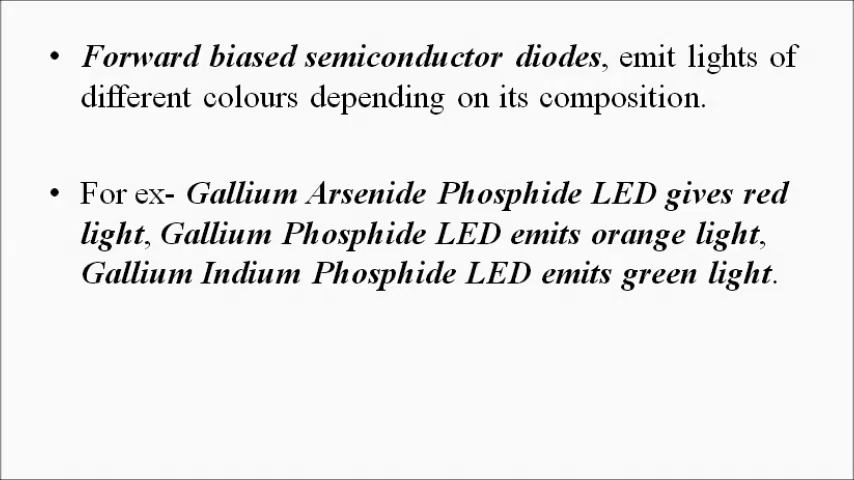 • Forward biased semiconductor diodes, emit lights of
different colours depending on its composition.
• For ex- Gallium Arsenide Phosphide LED gives red
light, Gallium Phosphide LED emits orange light,
Gallium Indium Phosphide LED emits green light.